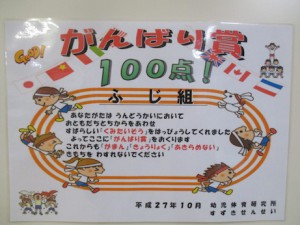 Good!
がんばり賞
100点!
ふじ組
あなたがたは うんどうかいにおいて
おともだちとちからをあわせ
すばらしい「くみたいそう」をはっぴょうしてくれました
よってここに「がんばり賞」をおくります
これからも「がまん」「きょうりょく」「あきらめない」
きもちを わすれないでください
平成27年10月 幼児体育研究所
すずきせんせい